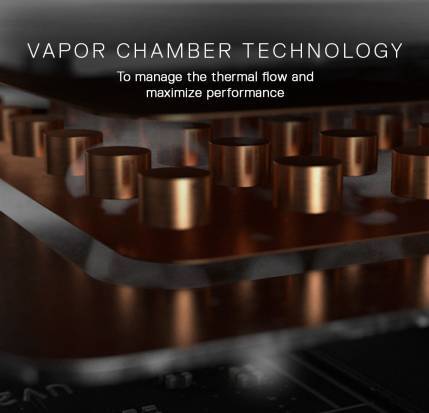 VAPOR CHAMBER TECHNOLOGY
To manage the thermal flow and
maximize performance